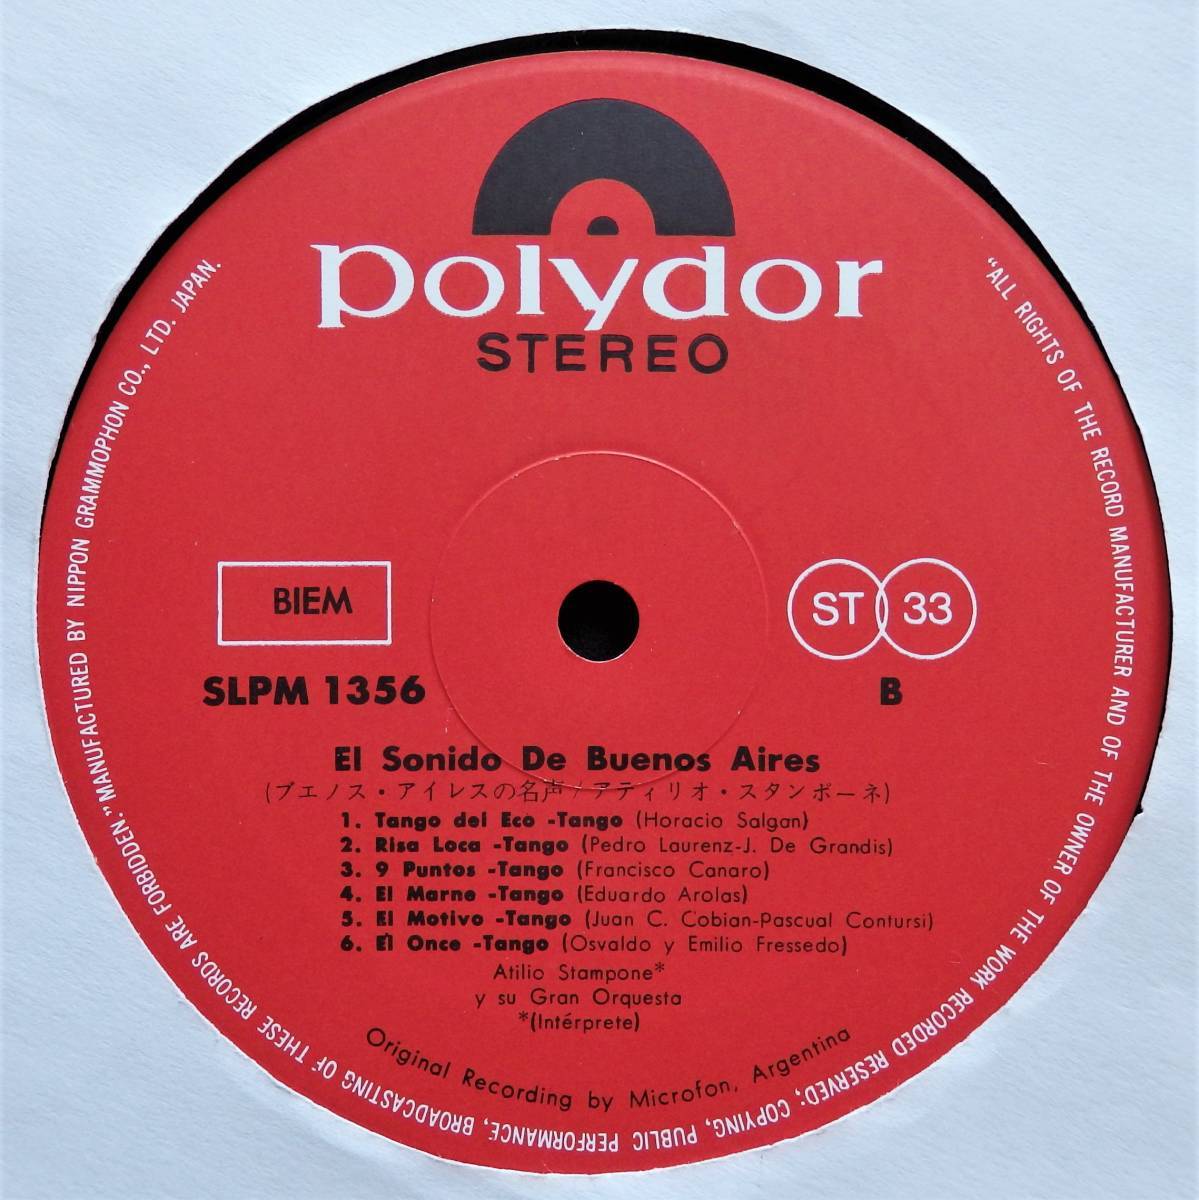 polydor
STEREO
BIEM
ST 33
SLPM 1356
B
El Sonido De Buenos Aires
(ブエノス・アイレスの名声/アティリオ・スタンポーネ)
1. Tango del Eco -Tango (Horacio Salgan)
2. Risa Loca -Tango (Pedro Laurenz-J. De Grandis)
3. 9 Puntos -Tango (Francisco Canaro)
4. El Marne -Tango (Eduardo Arolas)
5. El Motivo -Tango (Juan C. Cobian-Pascual Contursi)
6. El Once -Tango (Osvaldo y Emilio Fressedo)
Atilio Stampone*
y su Gran Orquesta
*(Intérprete)
Original Recording by Microfon, Argentina
“ALL RIGHTS OF THE RECORD MANUFACTURER AND OF THE OWNER OF THE WORK RECORDED RESERVED; COPYING, PUBLIC PERFORMANCE, BROADCASTING OF THESE RECORDS ARE FORBIDDEN.” MANUFACTURED BY NIPPON GRAMMOPHON CO., LTD. JAPAN.